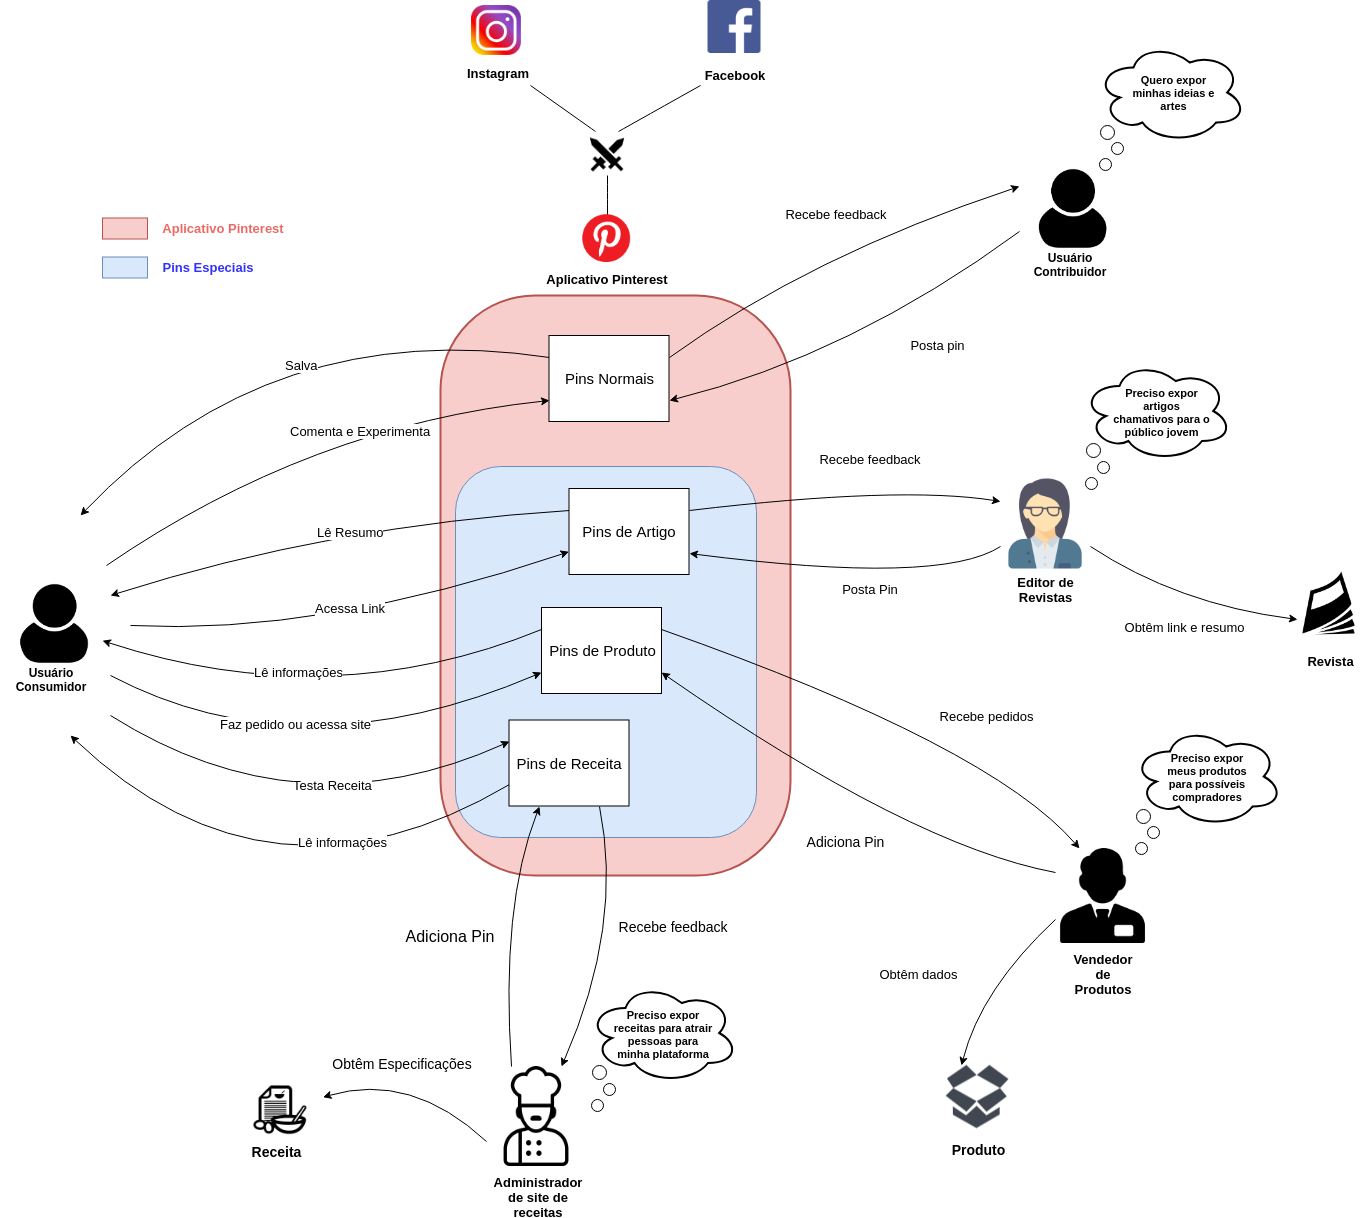 Instagram
Facebook
Quero expor
minhas ideias e
artes
Aplicativo Pinterest
Pins Especiais
Recebe feedback
Usuário
Contribuidor
Aplicativo Pinterest
Posta pin
Salva
Pins Normais
Comenta e Experimenta
Preciso expor
artigos
chamativos para o
público jovem
Recebe feedback
Lê Resumo
Pins de Artigo
Posta Pin
Editor de
Revistas
Acessa Link
Obtêm link e resumo
Revista
Usuário
Consumidor
Lê informações
Pins de Produto
Faz pedido ou acessa site
Recebe pedidos
Testa Receita
Pins de Receita
Preciso expor
meus produtos
para possíveis
compradores
Lê informações
Adiciona Pin
Adiciona Pin
Recebe feedback
Vendedor
de
Produtos
Obtêm dados
Preciso expor
receitas para atrair
pessoas para
minha plataforma
Obtêm Especificações
Receita
Produto
Administrador
de site de
receitas